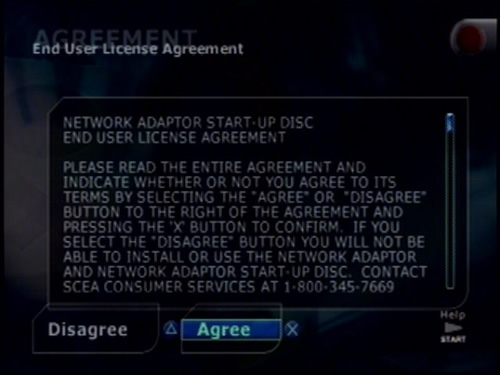 AGREEMENT
End User License Agreement
NETWORK ADAPTOR START-UP DISC
END USER LICENSE AGREEMENT
PLEASE READ THE ENTIRE AGREEMENT AND
INDICATE WHETHER OR NOT YOU AGREE TO ITS
TERMS BY SELECTING THE "AGREE" OR "DISAGREE"
BUTTON TO THE RIGHT OF THE AGREEMENT AND
PRESSING THE 'X' BUTTON TO CONFIRM. IF YOU
SELECT THE "DISAGREE" BUTTON YOU WILL NOT BE
ABLE TO INSTALL OR USE THE NETWORK ADAPTOR
AND NETWORK ADAPTOR START-UP DISC. CONTACT
SCEA CONSUMER SERVICES AT 1-800-345-7669
Help
Disagree Agree
START